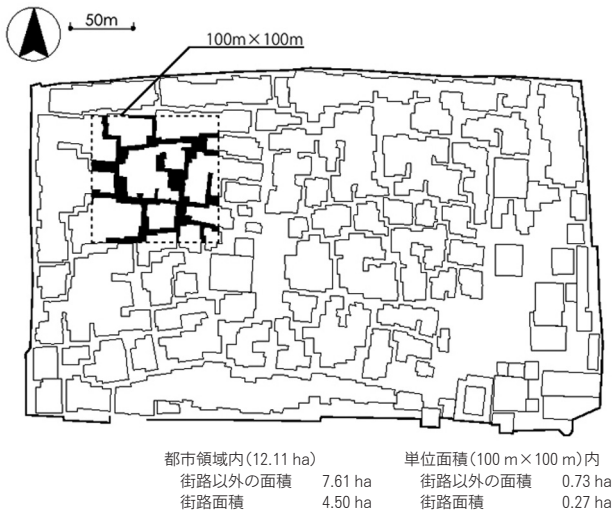 50m
100m×100m
都市領域内(12.11 ha)
街路以外の面積 7.61 ha
街路面積 4.50 ha
単位面積(100 m×100 m)内
街路以外の面積 0.73 ha
街路面積 0.27 ha